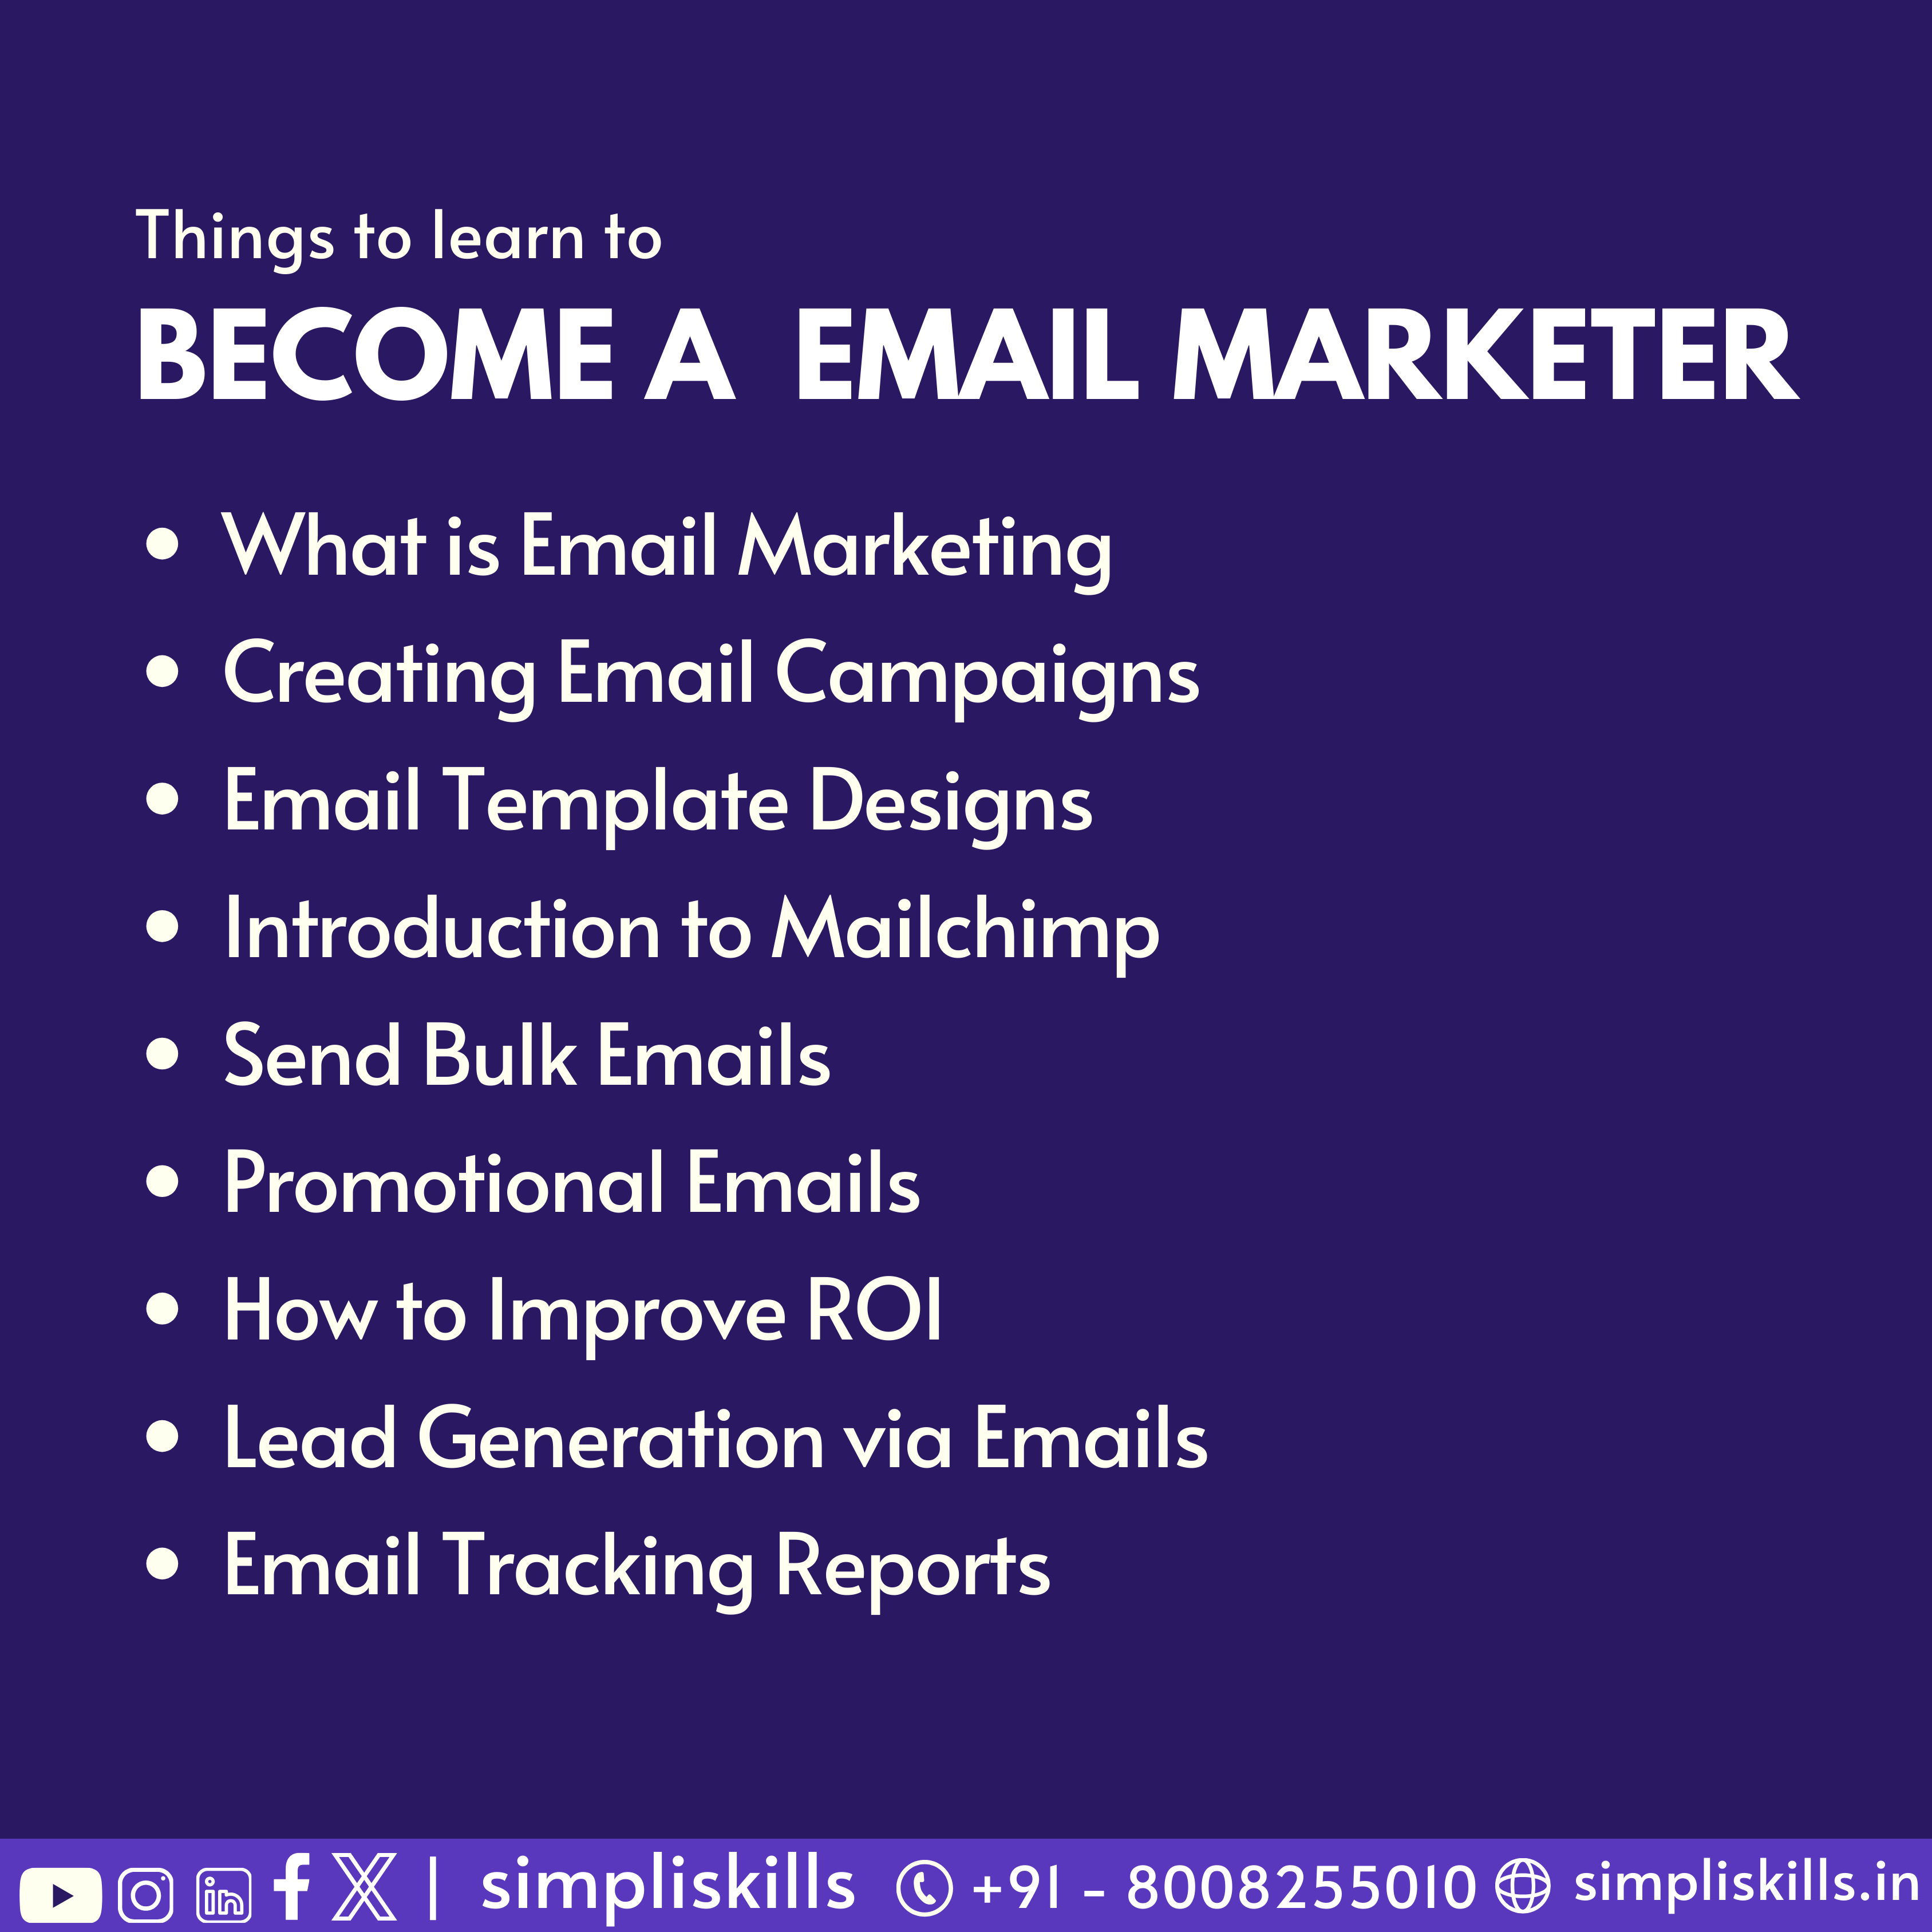 Things to learn to
BECOME A EMAIL MARKETER
• What is Email Marketing
• Creating Email Campaigns
• Email Template Designs
• Introduction to Mailchimp
• Send Bulk Emails
• Promotional Emails
• How to Improve ROI
• Lead Generation via Emails
• Email Tracking Reports
in f X | simpliskills +91 - 8008255010 simpliskills.in